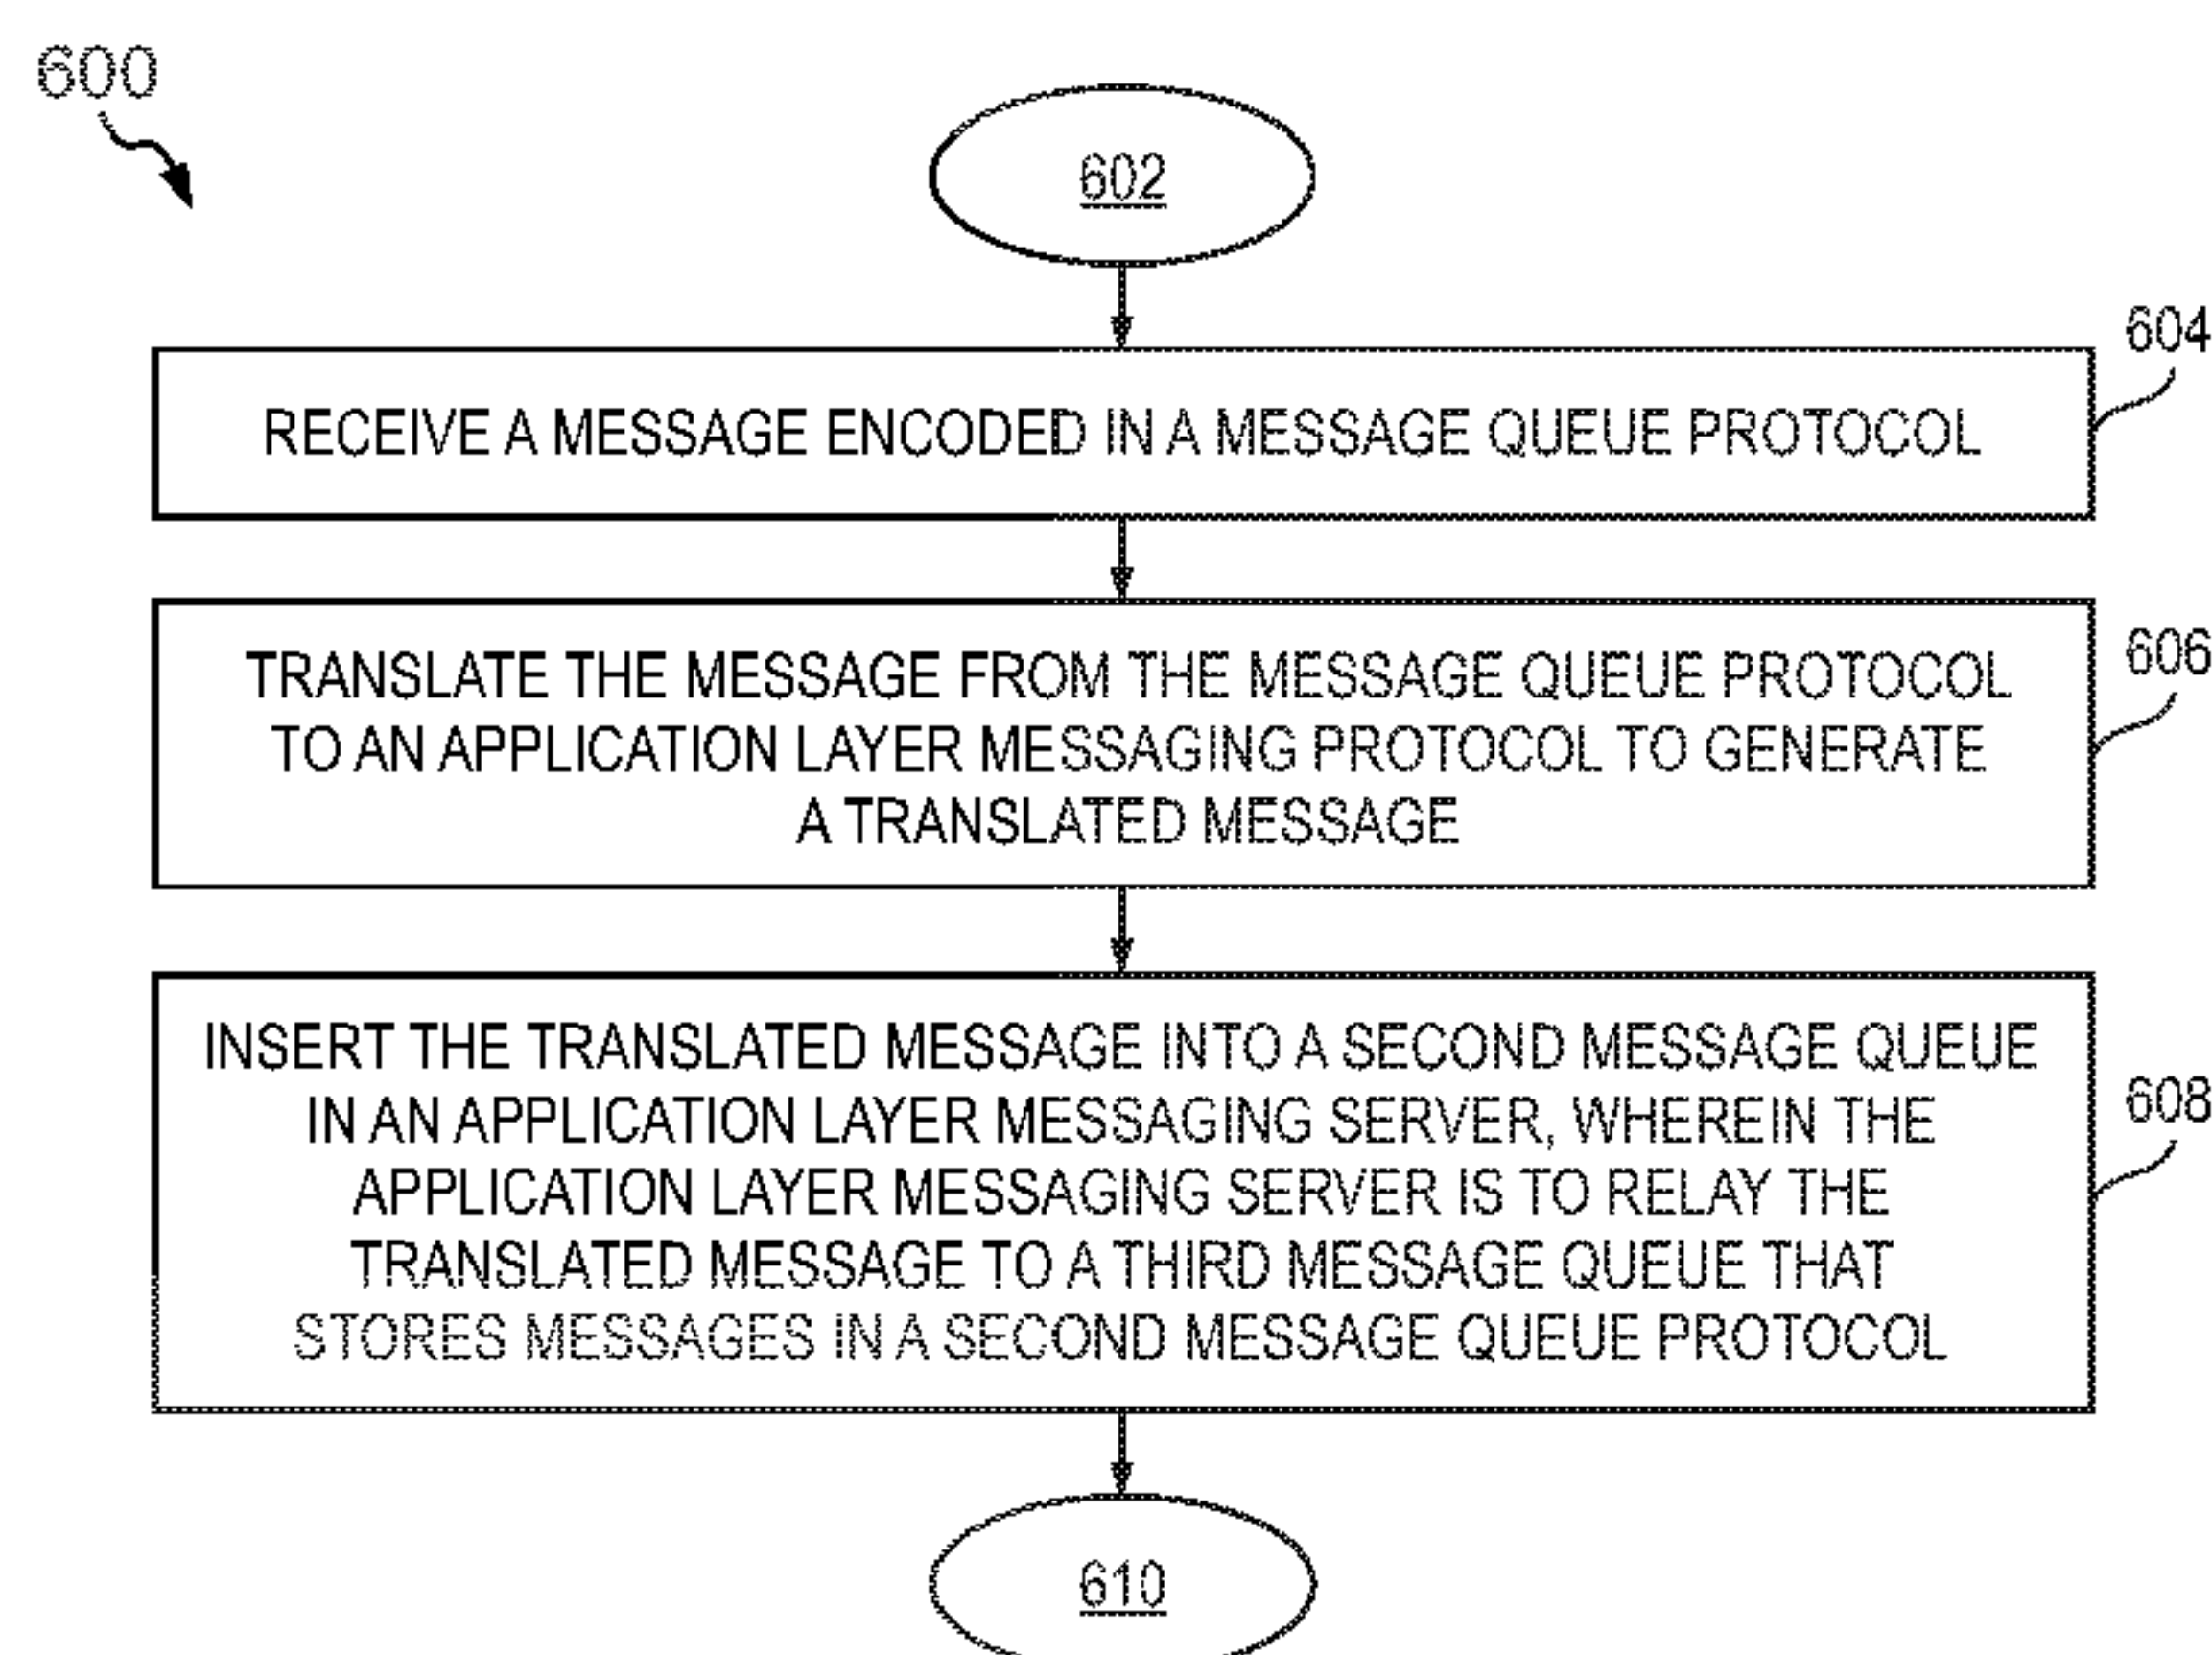 600
602
604
RECEIVE A MESSAGE ENCODED IN A MESSAGE QUEUE PROTOCOL
606
TRANSLATE THE MESSAGE FROM THE MESSAGE QUEUE PROTOCOL
TO AN APPLICATION LAYER MESSAGING PROTOCOL TO GENERATE
A TRANSLATED MESSAGE
608
INSERT THE TRANSLATED MESSAGE INTO A SECOND MESSAGE QUEUE
IN AN APPLICATION LAYER MESSAGING SERVER, WHEREIN THE
APPLICATION LAYER MESSAGING SERVER IS TO RELAY THE
TRANSLATED MESSAGE TO A THIRD MESSAGE QUEUE THAT
STORES MESSAGES IN A SECOND MESSAGE QUEUE PROTOCOL
610